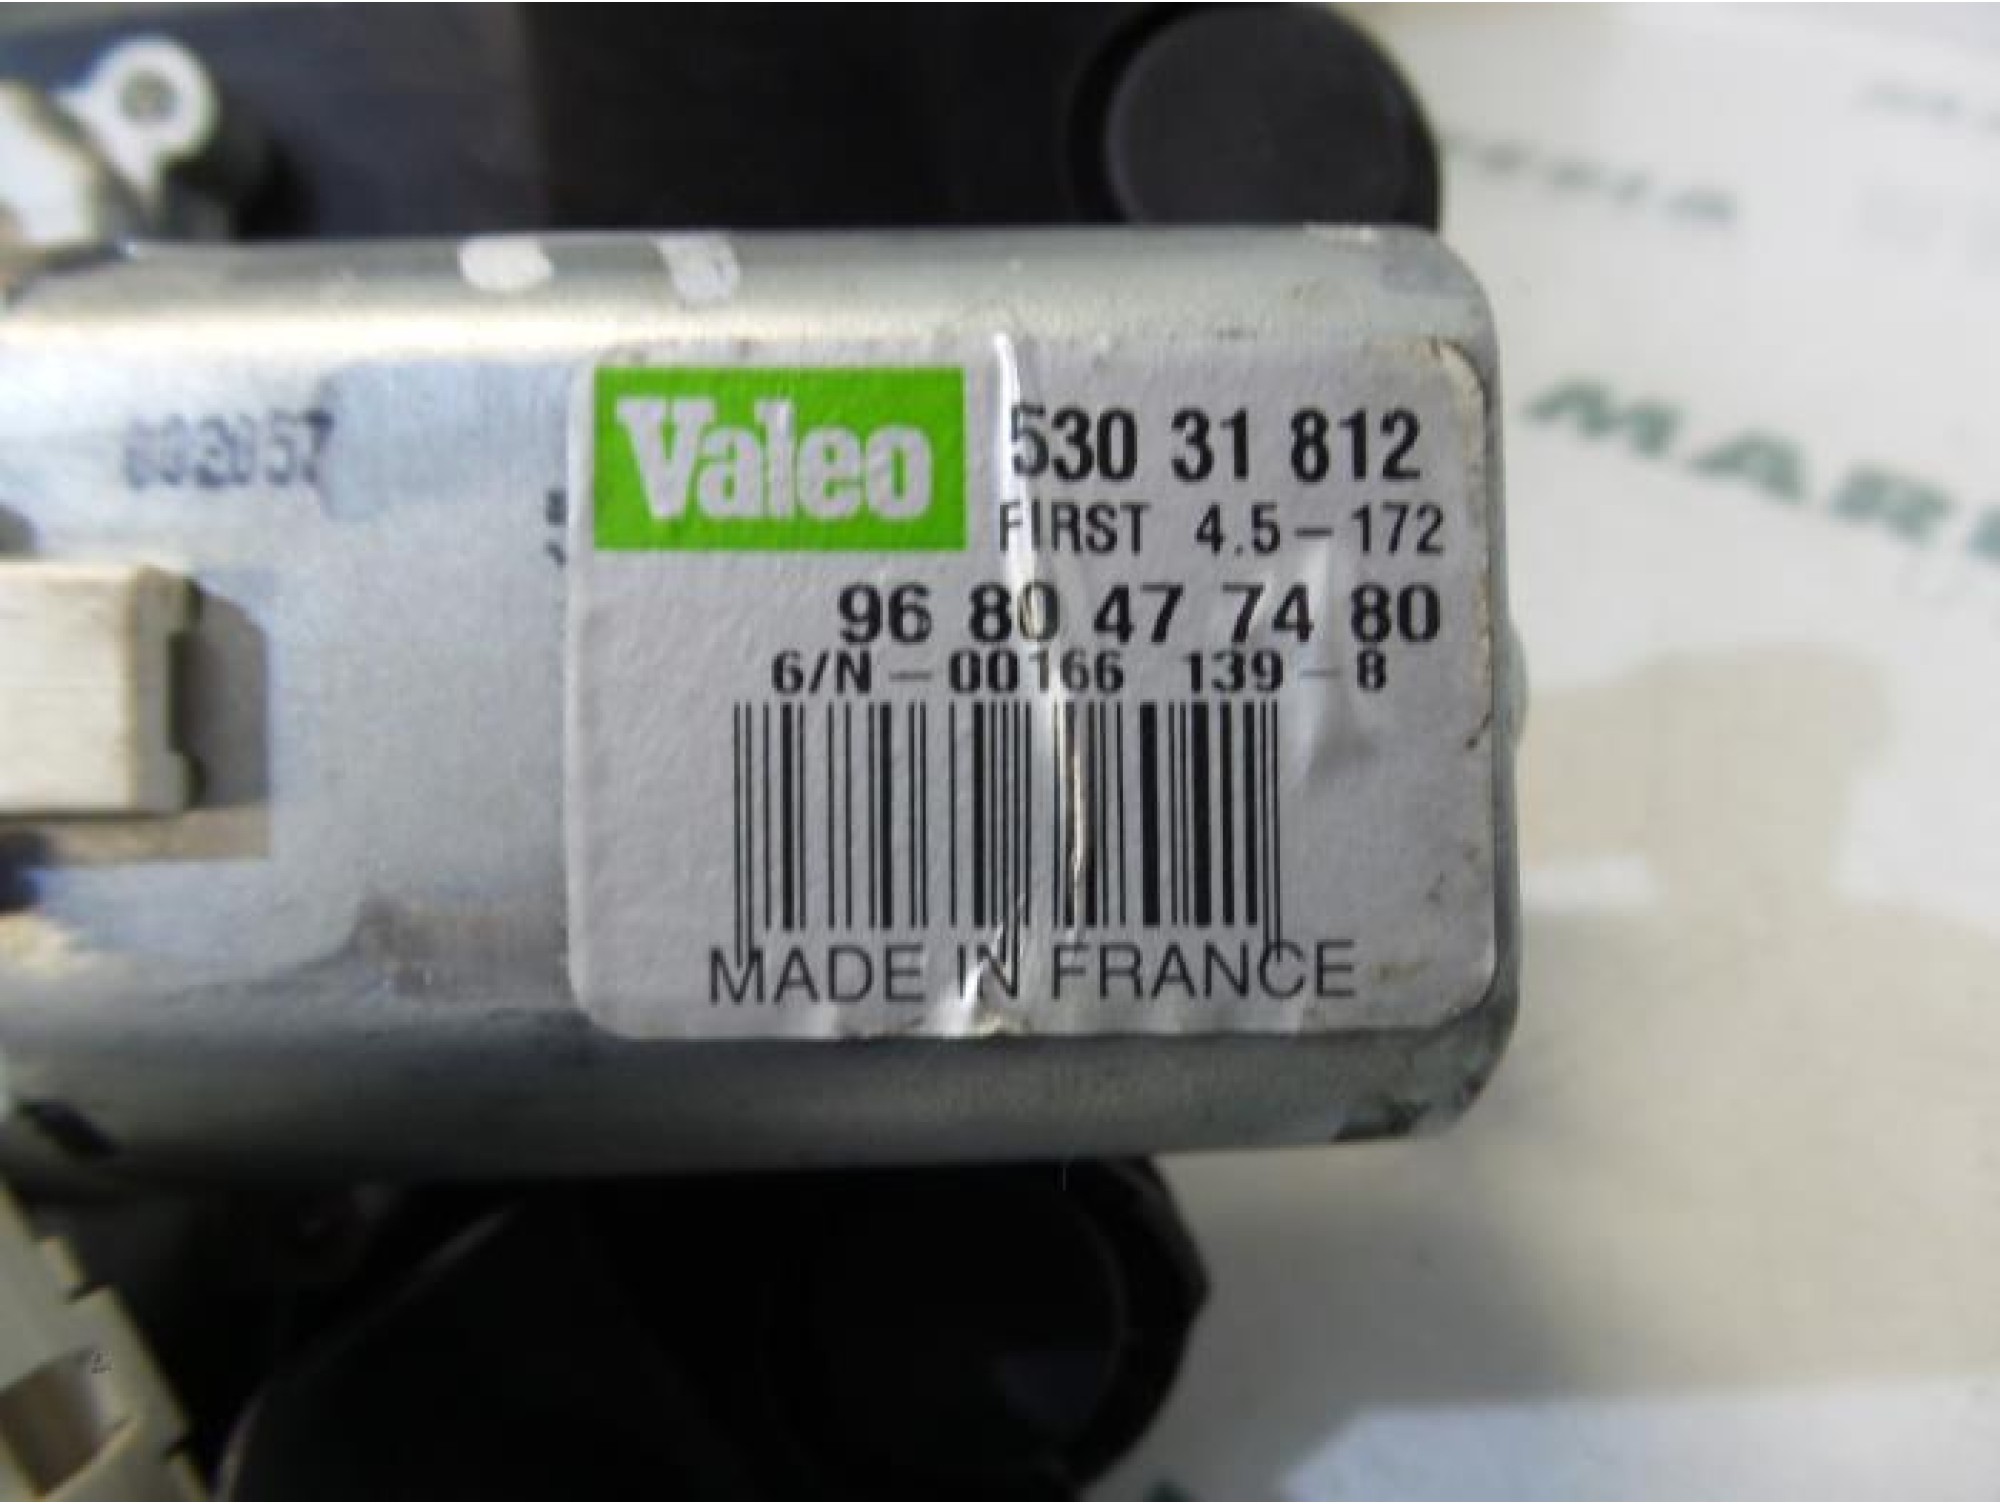 Valeo
530 31 812
FIRST 4.5-172
96 80 47 74 80
6/N-00166 139-8
MADE IN FRANCE